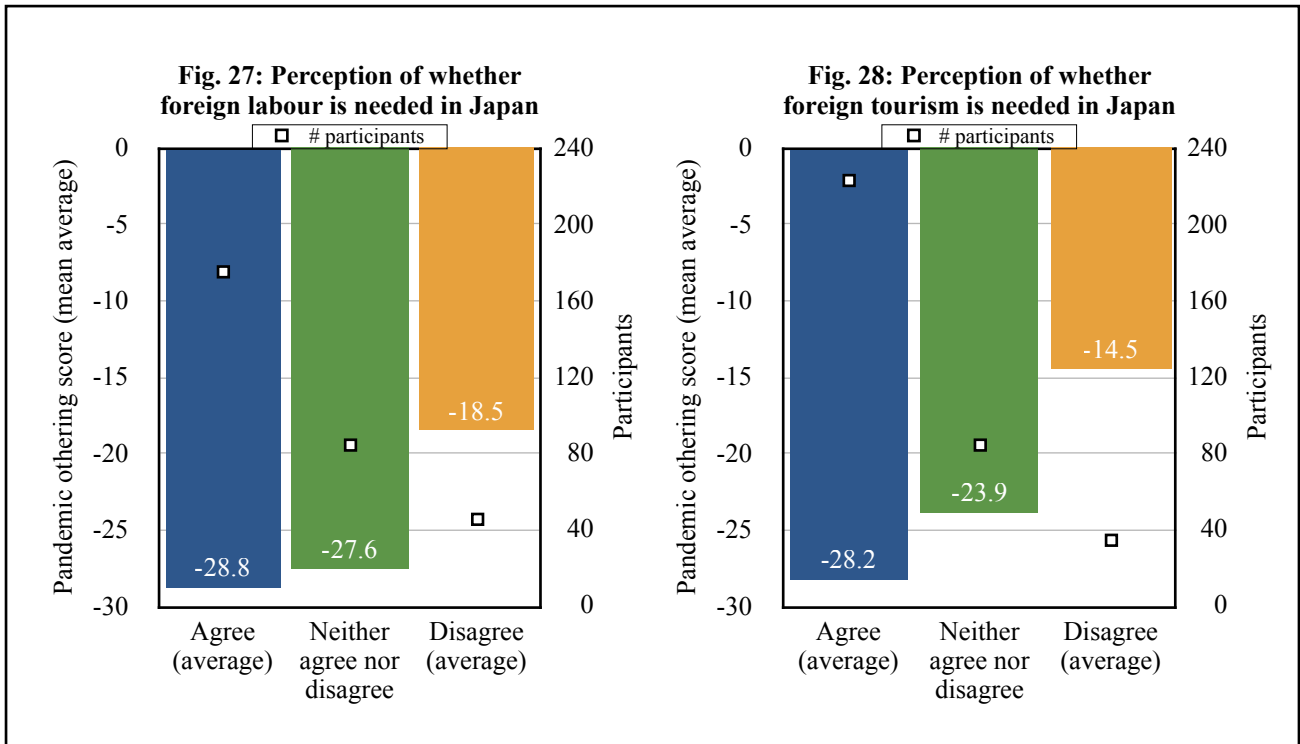 Fig. 27: Perception of whether
foreign labour is needed in Japan
# participants
0
-5
-10
-15
-20
-25
-30
Pandemic othering score (mean average)
-28.8
-27.6
-18.5
240
200
160
120
80
40
0
Participants
Agree
(average)
Neither
agree nor
disagree
Disagree
(average)
Fig. 28: Perception of whether
foreign tourism is needed in Japan
# participants
0
-5
-10
-15
-20
-25
-30
Pandemic othering score (mean average)
-28.2
-23.9
-14.5
240
200
160
120
80
40
0
Participants
Agree
(average)
Neither
agree nor
disagree
Disagree
(average)